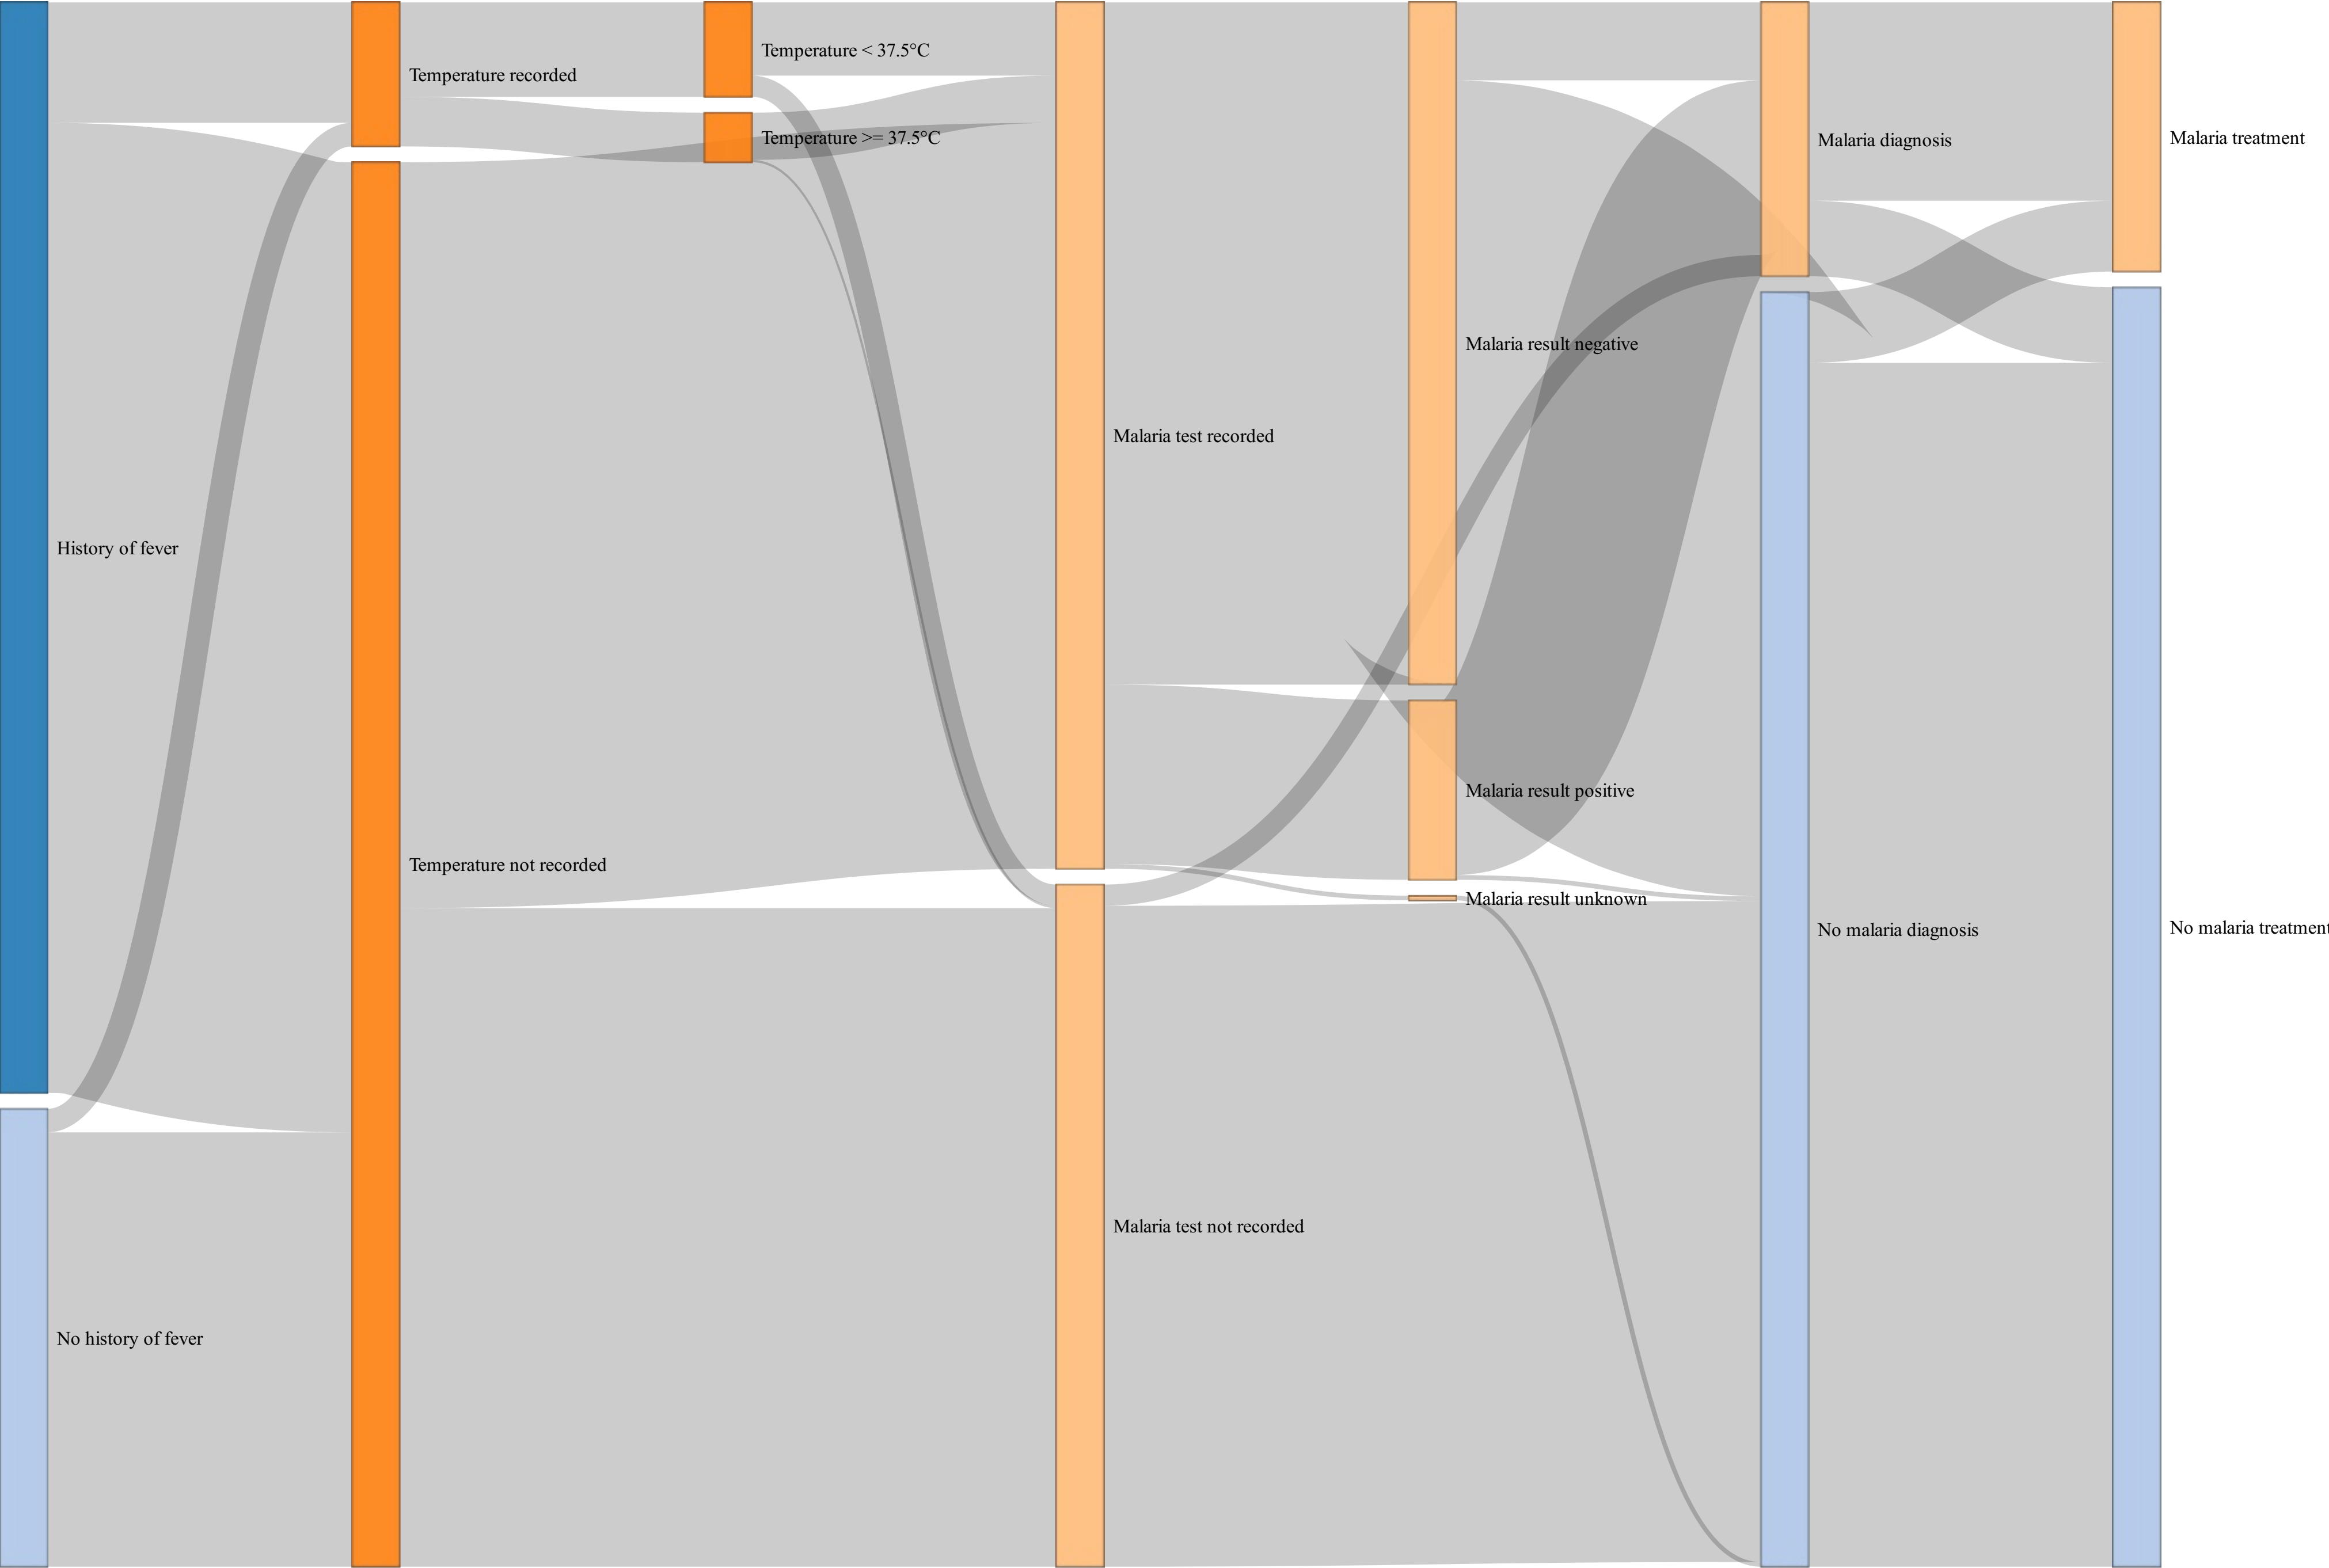 Temperature < 37.5°C
Temperature recorded
Temperature >= 37.5°C
Malaria diagnosis
Malaria treatment
Malaria result negative
Malaria test recorded
History of fever
Malaria result positive
Temperature not recorded
Malaria result unknown
No malaria diagnosis
No malaria treatment
Malaria test not recorded
No history of fever